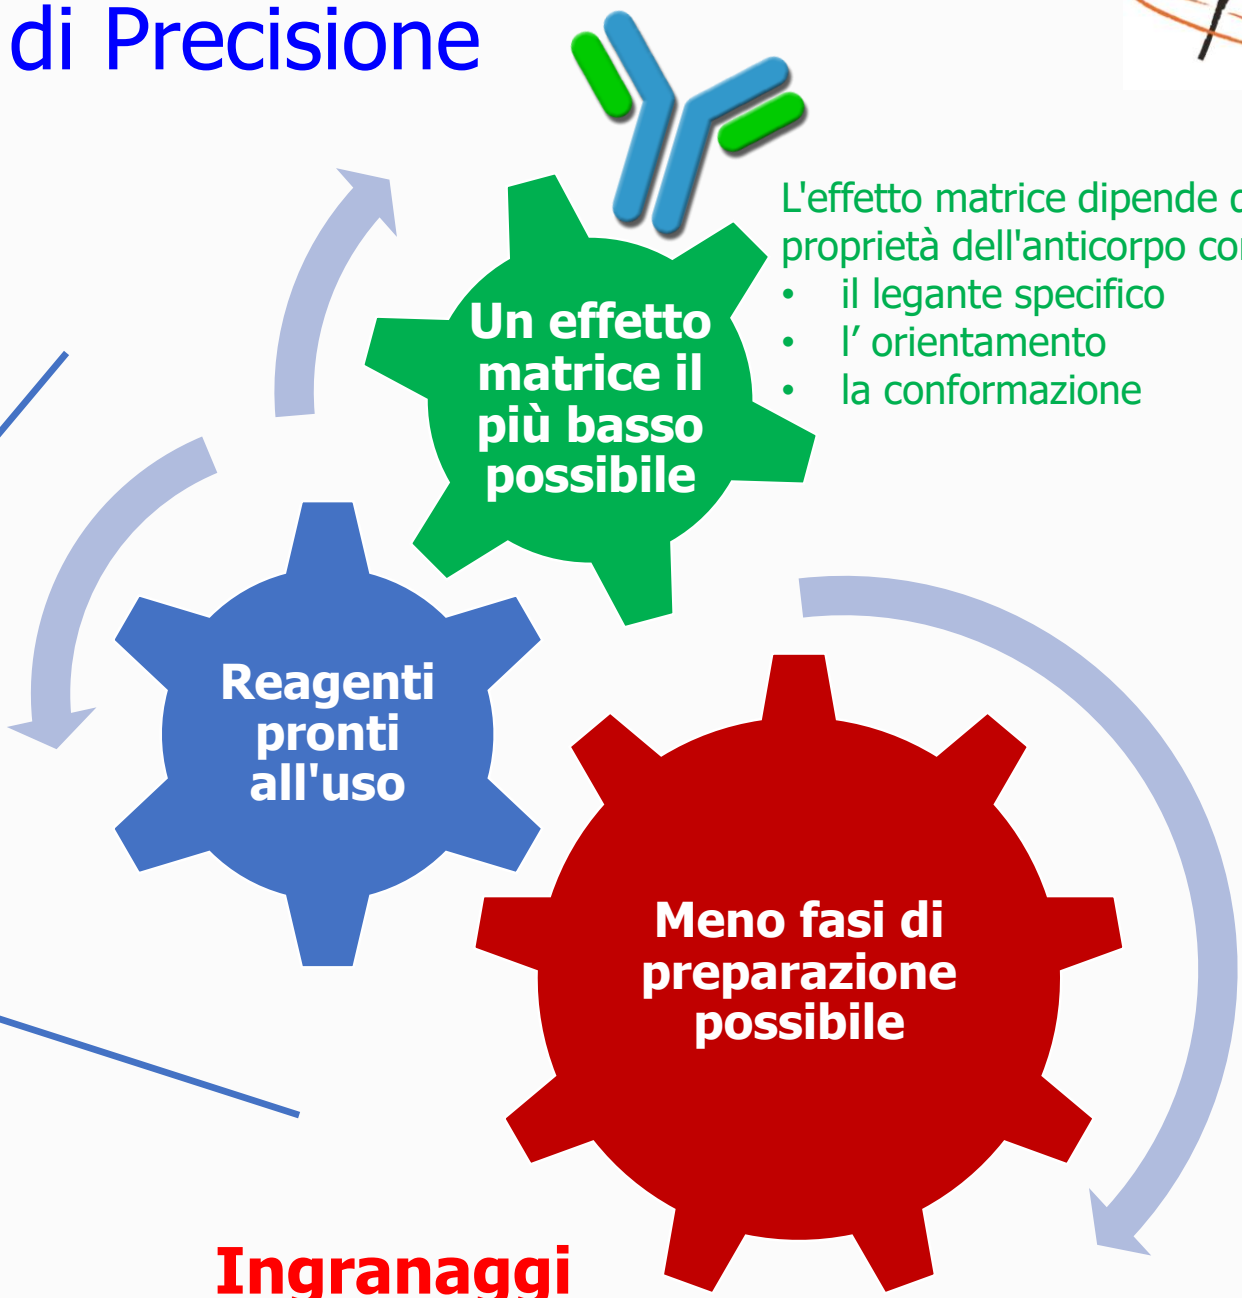 di Precisione
L'effetto matrice dipende
proprietà dell'anticorpo
• il legante specifico
• l’ orientamento
• la conformazione
Un effetto
matrice il
più basso
possibile
Reagenti
pronti
all'uso
Meno fasi di
preparazione
possibile
Ingranaggi